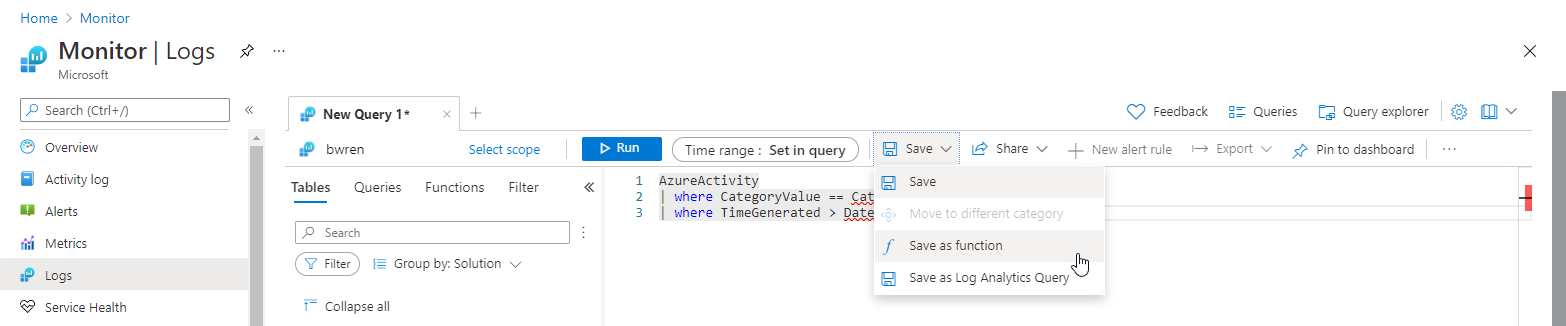 Home > Monitor
Monitor | Logs
Microsoft
Search (Ctrl+/)
Overview
Activity log
Alerts
Metrics
Logs
Service Health
New Query 1*
Feedback
Queries
Query explorer
bwren
Select scope
Run
Time range : Set in query
Save
Share
New alert rule
Export
Pin to dashboard
Tables
Queries
Functions
Filter
Search
Filter
Group by: Solution
Collapse all
1 AzureActivity
2 | where CategoryValue == Cat
3 | where TimeGenerated > Date
Save
Move to different category
Save as function
Save as Log Analytics Query